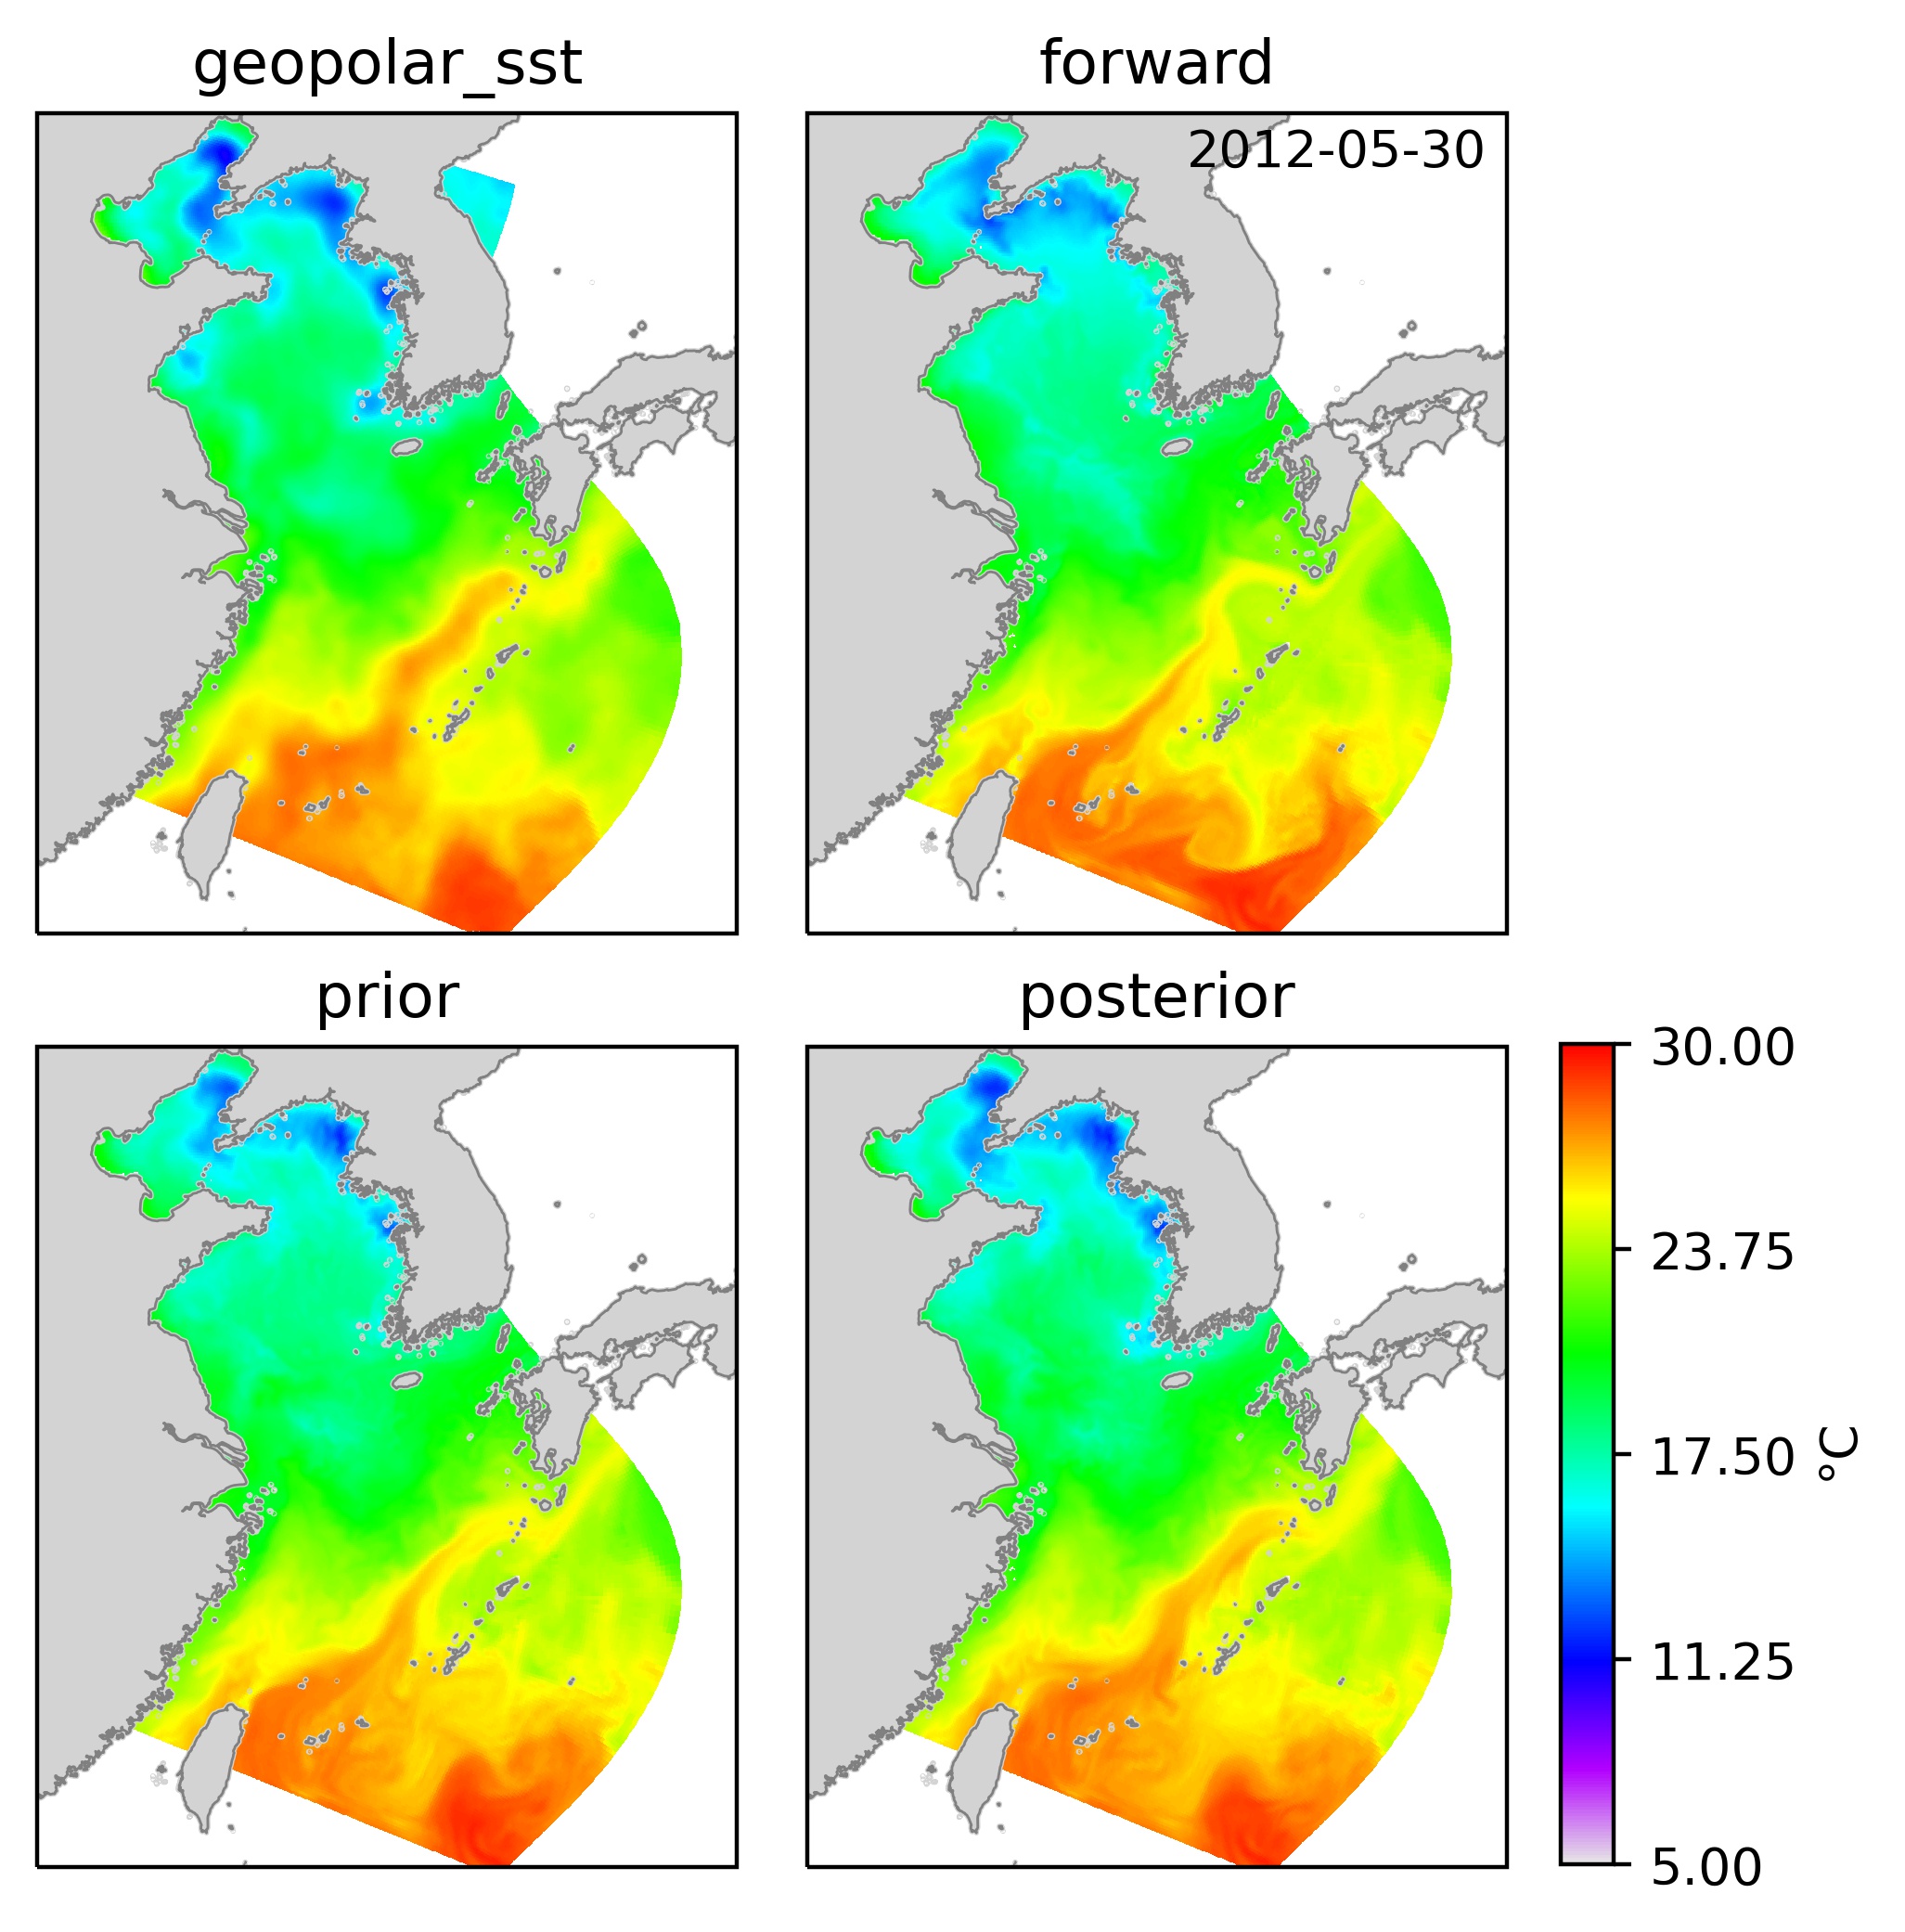 geopolar_sst
forward
2012-05-30
prior
posterior
30.00
23.75
17.50
11.25
5.00
°C